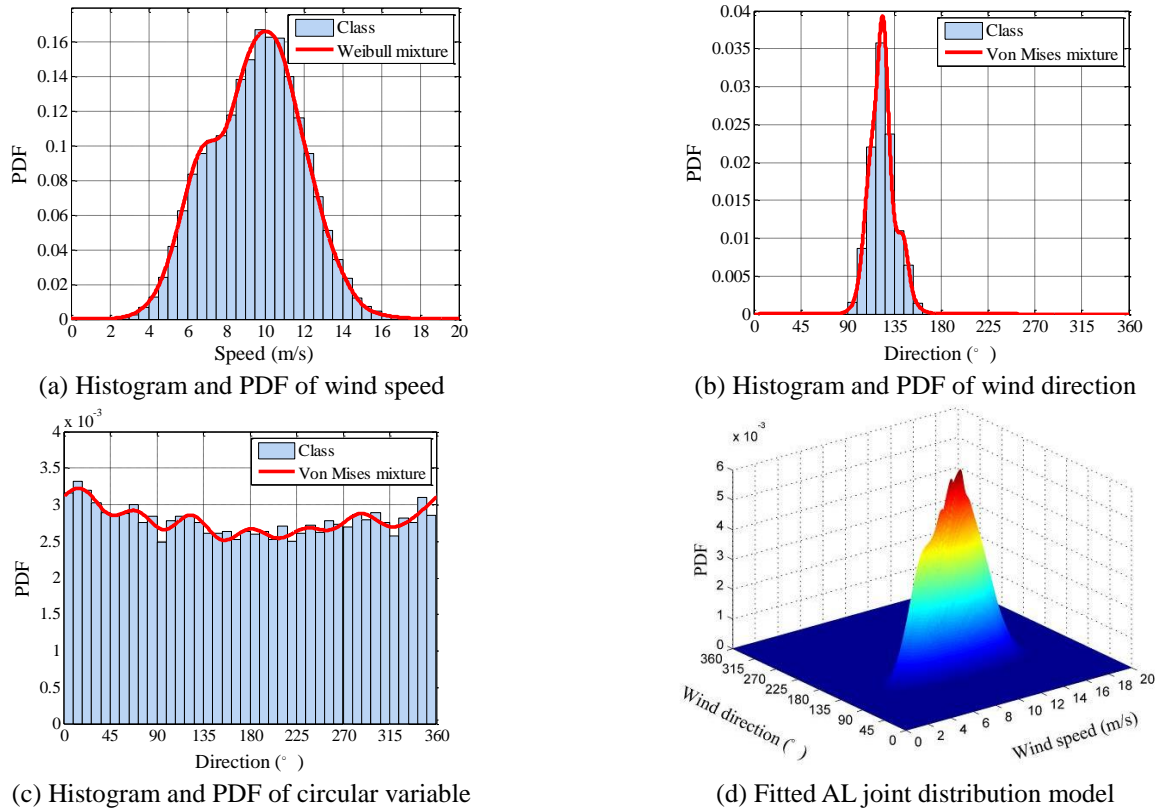 0.16
0.14
0.12
0.1
0.08
0.06
0.04
0.02
0
PDF
Class
Weibull mixture
0 2 4 6 8 10 12 14 16 18 20
Speed (m/s)
(a) Histogram and PDF of wind speed
0.04
0.035
0.03
0.025
0.02
0.015
0.01
0.005
0
PDF
Class
Von Mises mixture
0 45 90 135 180 225 270 315 360
Direction (° )
(b) Histogram and PDF of wind direction
x 10⁻³
4
3.5
3
2.5
2
1.5
1
0.5
0
PDF
Class
Von Mises mixture
0 45 90 135 180 225 270 315 360
Direction (° )
(c) Histogram and PDF of circular variable
x 10⁻³
6
5
4
3
2
1
0
PDF
360
315
270
225
180
135
90
45
0
Wind direction (° )
0 2 4 6 8 10 12 14 16 18 20
Wind speed (m/s)
(d) Fitted AL joint distribution model